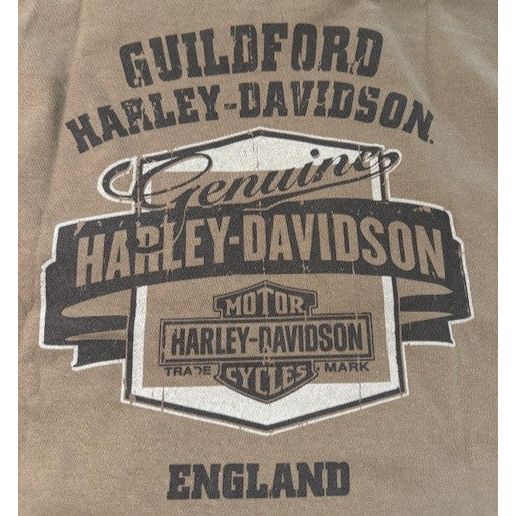 GUILDFORD
HARLEY-DAVIDSON
Genuine
HARLEY-DAVIDSON
MOTOR
HARLEY-DAVIDSON
TRADE MARK
CYCLES
ENGLAND